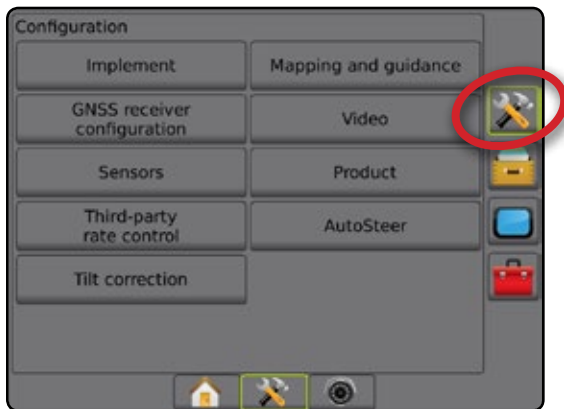 Configuration
Implement
Mapping and guidance
GNSS receiver
configuration
Video
Sensors
Product
Third-party
rate control
AutoSteer
Tilt correction